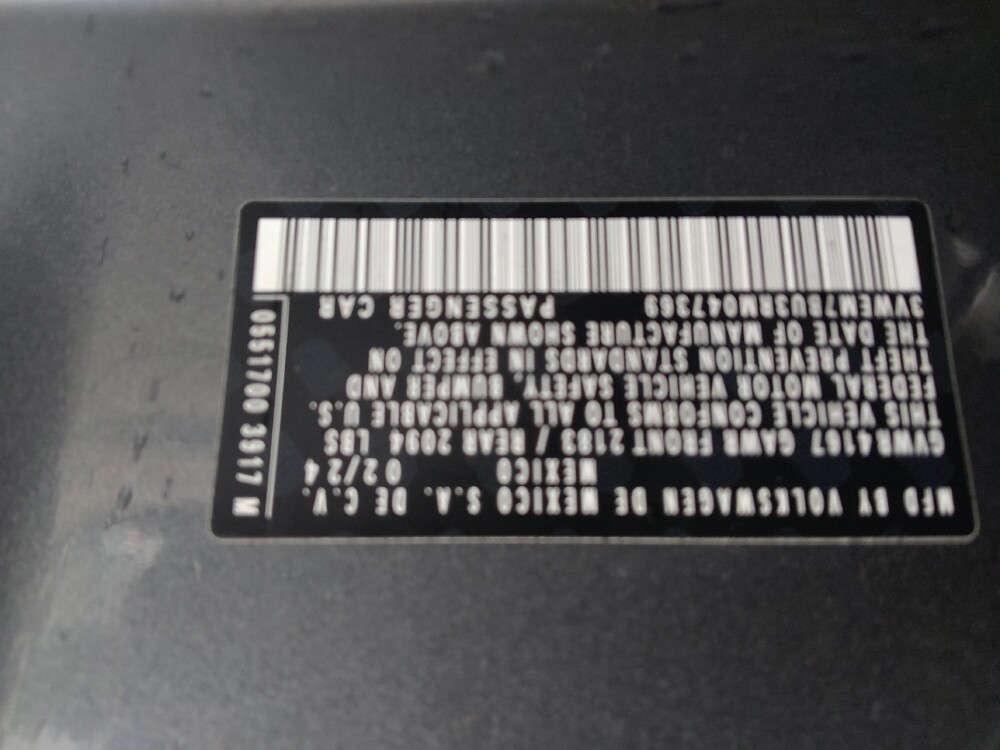 MFD BY VOLKSWAGEN DE MEXICO S.A. DE C.V.
MEXICO 02/24
GVWR 4167 GAWR FRONT 2183 / REAR 2094 LBS
THIS VEHICLE CONFORMS TO ALL APPLICABLE U.S.
FEDERAL MOTOR VEHICLE SAFETY, BUMPER AND
THEFT PREVENTION STANDARDS IN EFFECT ON
THE DATE OF MANUFACTURE SHOWN ABOVE.
3VWEM7BU3RM047369 PASSENGER CAR
0551700 3917 M